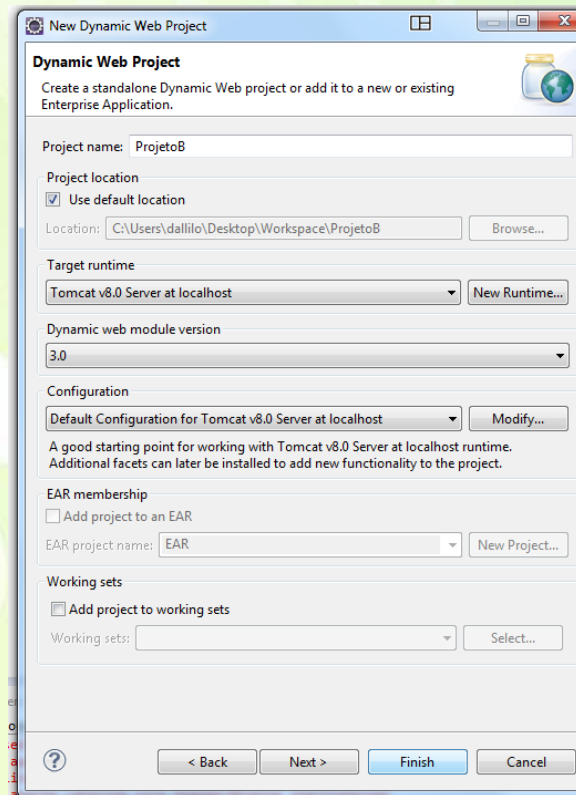 New Dynamic Web Project
Dynamic Web Project
Create a standalone Dynamic Web project or add it to a new or existing
Enterprise Application.
Project name: ProjetoB
Project location
Use default location
Location: C:\Users\dallilo\Desktop\Workspace\ProjetoB Browse...
Target runtime
Tomcat v8.0 Server at localhost New Runtime...
Dynamic web module version
3.0
Configuration
Default Configuration for Tomcat v8.0 Server at localhost Modify...
A good starting point for working with Tomcat v8.0 Server at localhost runtime.
Additional facets can later be installed to add new functionality to the project.
EAR membership
Add project to an EAR
EAR project name: EAR New Project...
Working sets
Add project to working sets
Working sets: Select...
? < Back Next > Finish Cancel